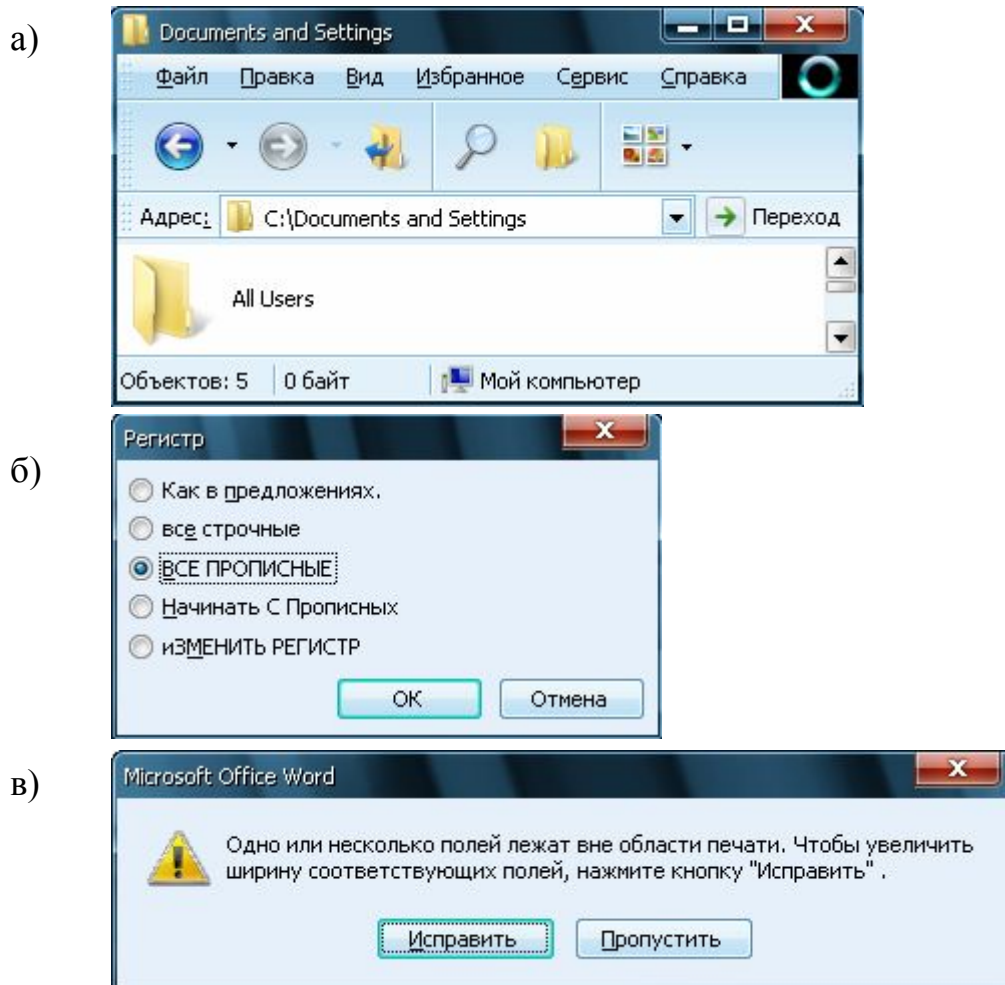 а)
Documents and Settings
Файл Правка Вид Избранное Сервис Справка
Адрес: C:\Documents and Settings Переход
All Users
Объектов: 5 0 байт Мой компьютер
б)
Регистр
Как в предложениях.
все строчные
ВСЕ ПРОПИСНЫЕ
Начинать С Прописных
иЗМЕНИТЬ РЕГИСТР
ОК Отмена
в)
Microsoft Office Word
Одно или несколько полей лежат вне области печати. Чтобы увеличить
ширину соответствующих полей, нажмите кнопку "Исправить" .
Исправить Пропустить